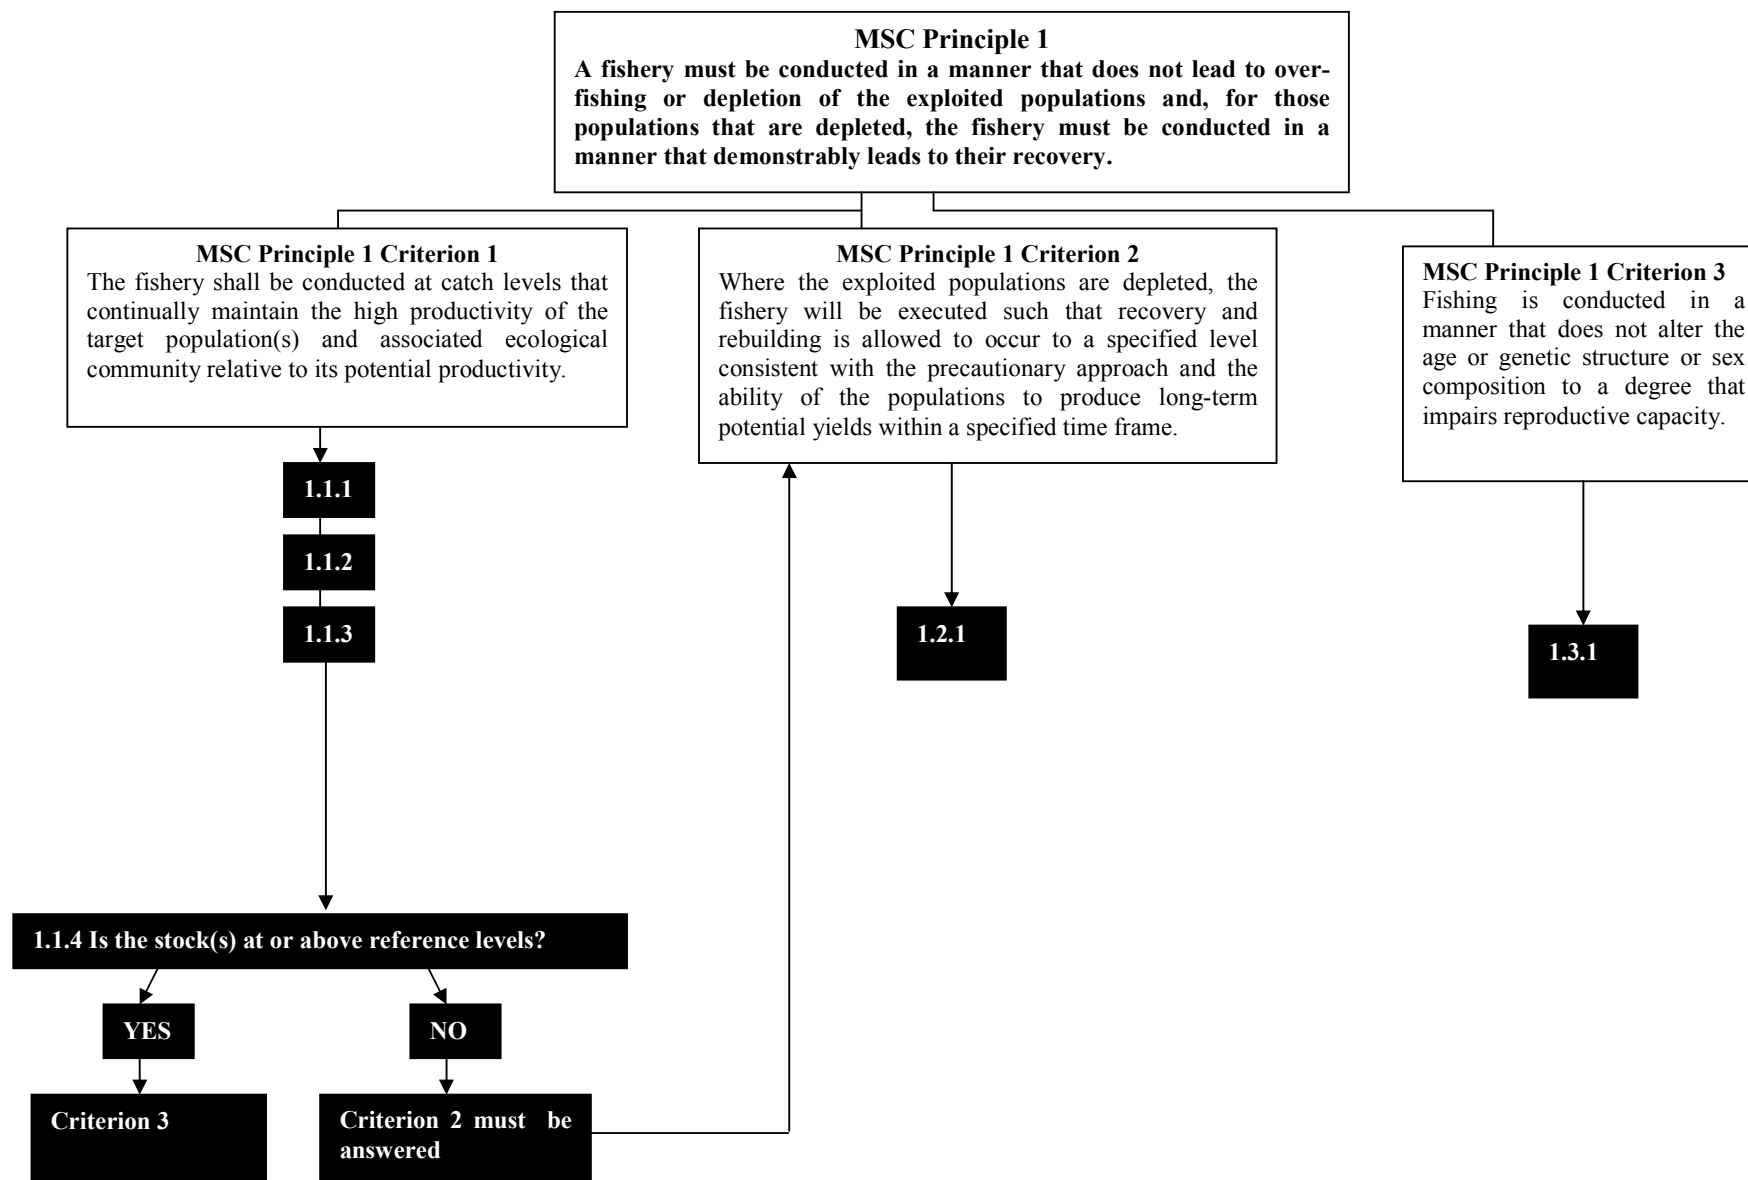 MSC Principle 1
A fishery must be conducted in a manner that does not lead to over-
fishing or depletion of the exploited populations and, for those
populations that are depleted, the fishery must be conducted in a
manner that demonstrably leads to their recovery.
MSC Principle 1 Criterion 1
The fishery shall be conducted at catch levels that
continually maintain the high productivity of the
target population(s) and associated ecological
community relative to its potential productivity.
MSC Principle 1 Criterion 2
Where the exploited populations are depleted, the
fishery will be executed such that recovery and
rebuilding is allowed to occur to a specified level
consistent with the precautionary approach and the
ability of the populations to produce long-term
potential yields within a specified time frame.
MSC Principle 1 Criterion 3
Fishing is conducted in a
manner that does not alter the
age or genetic structure or sex
composition to a degree that
impairs reproductive capacity.
1.1.1
1.1.2
1.1.3
1.2.1
1.3.1
1.1.4 Is the stock(s) at or above reference levels?
YES
NO
Criterion 3
Criterion 2 must be
answered